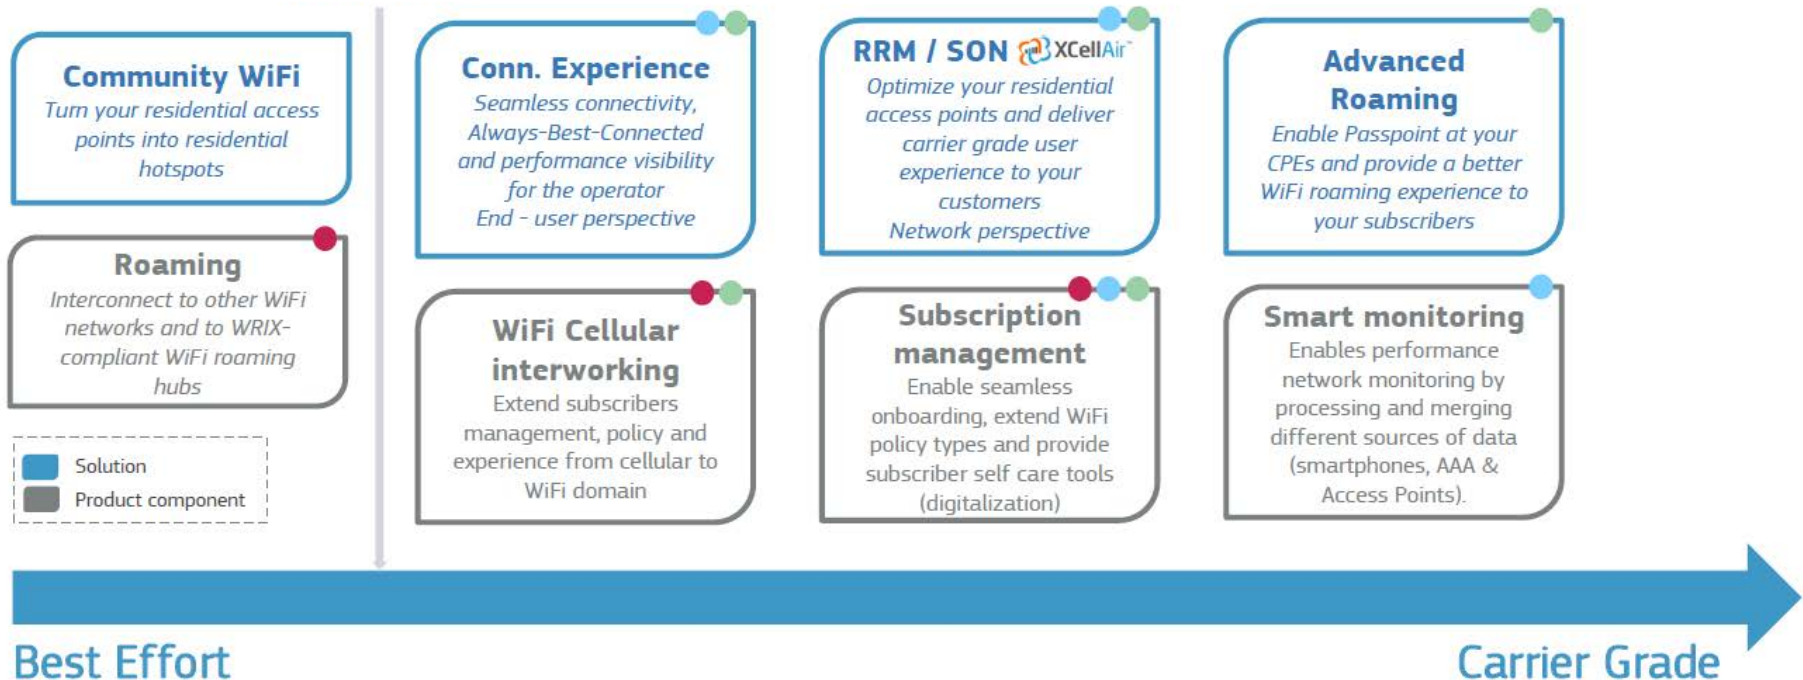 Community WiFi
Turn your residential access
points into residential
hotspots
Roaming
Interconnect to other WiFi
networks and to WRIX-
compliant WiFi roaming
hubs
Solution
Product component
Conn. Experience
Seamless connectivity,
Always-Best-Connected
and performance visibility
for the operator
End - user perspective
WiFi Cellular
interworking
Extend subscribers
management, policy and
experience from cellular to
WiFi domain
RRM / SON XCellAir™
Optimize your residential
access points and deliver
carrier grade user
experience to your
customers
Network perspective
Subscription
management
Enable seamless
onboarding, extend WiFi
policy types and provide
subscriber self care tools
(digitalization)
Advanced
Roaming
Enable Passpoint at your
CPEs and provide a better
WiFi roaming experience to
your subscribers
Smart monitoring
Enables performance
network monitoring by
processing and merging
different sources of data
(smartphones, AAA &
Access Points).
Best Effort
Carrier Grade